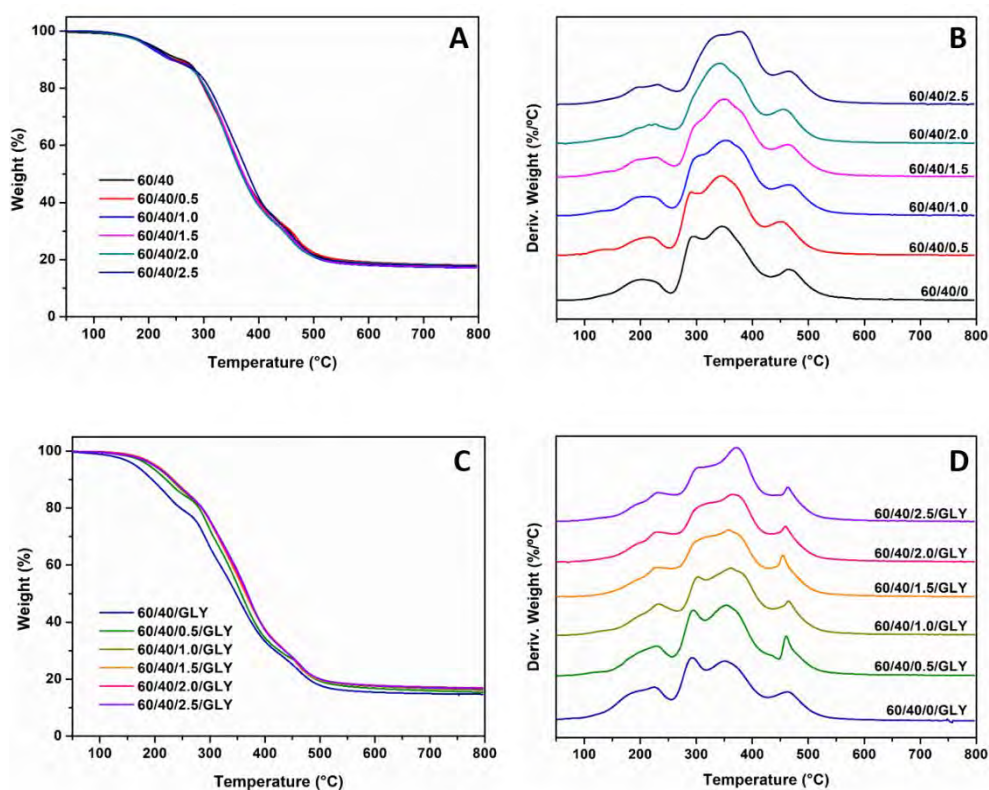 A
Weight (%)
100
80
60
40
20
0
60/40
60/40/0.5
60/40/1.0
60/40/1.5
60/40/2.0
60/40/2.5
100 200 300 400 500 600 700 800
Temperature (°C)
B
Deriv. Weight (%/°C)
60/40/2.5
60/40/2.0
60/40/1.5
60/40/1.0
60/40/0.5
60/40/0
100 200 300 400 500 600 700 800
Temperature (°C)
C
Weight (%)
100
80
60
40
20
0
60/40/GLY
60/40/0.5/GLY
60/40/1.0/GLY
60/40/1.5/GLY
60/40/2.0/GLY
60/40/2.5/GLY
100 200 300 400 500 600 700 800
Temperature (°C)
D
Deriv. Weight (%/°C)
60/40/2.5/GLY
60/40/2.0/GLY
60/40/1.5/GLY
60/40/1.0/GLY
60/40/0.5/GLY
60/40/0/GLY
100 200 300 400 500 600 700 800
Temperature (°C)